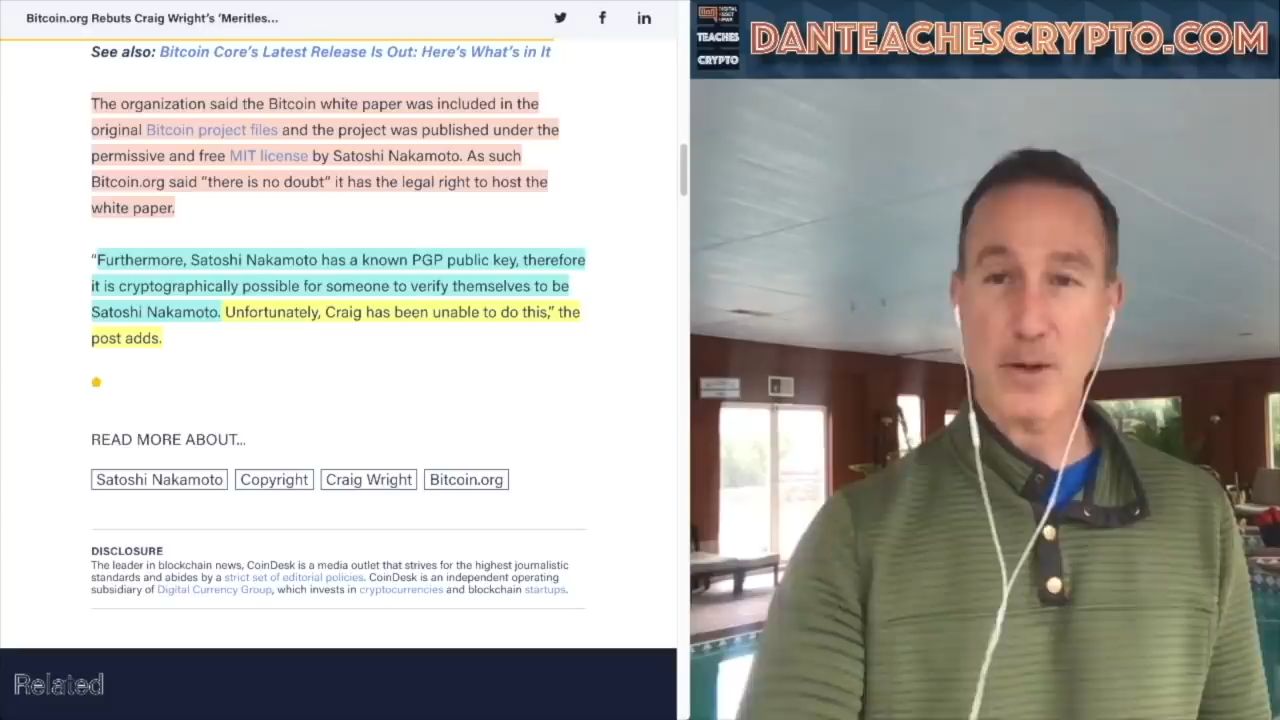 Bitcoin.org Rebuts Craig Wright's 'Meritless...
See also: Bitcoin Core's Latest Release Is Out: Here's What's in It
The organization said the Bitcoin white paper was included in the
original Bitcoin project files and the project was published under the
permissive and free MIT license by Satoshi Nakamoto. As such
Bitcoin.org said "there is no doubt" it has the legal right to host the
white paper.
"Furthermore, Satoshi Nakamoto has a known PGP public key, therefore
it is cryptographically possible for someone to verify themselves to be
Satoshi Nakamoto. Unfortunately, Craig has been unable to do this," the
post adds.
READ MORE ABOUT...
Satoshi Nakamoto Copyright Craig Wright Bitcoin.org
DISCLOSURE
The leader in blockchain news, CoinDesk is a media outlet that strives for the highest journalistic
standards and abides by a strict set of editorial policies. CoinDesk is an independent operating
subsidiary of Digital Currency Group, which invests in cryptocurrencies and blockchain startups.
Related
TEACHES
CRYPTO
DANTEACHESCRYPTO.COM